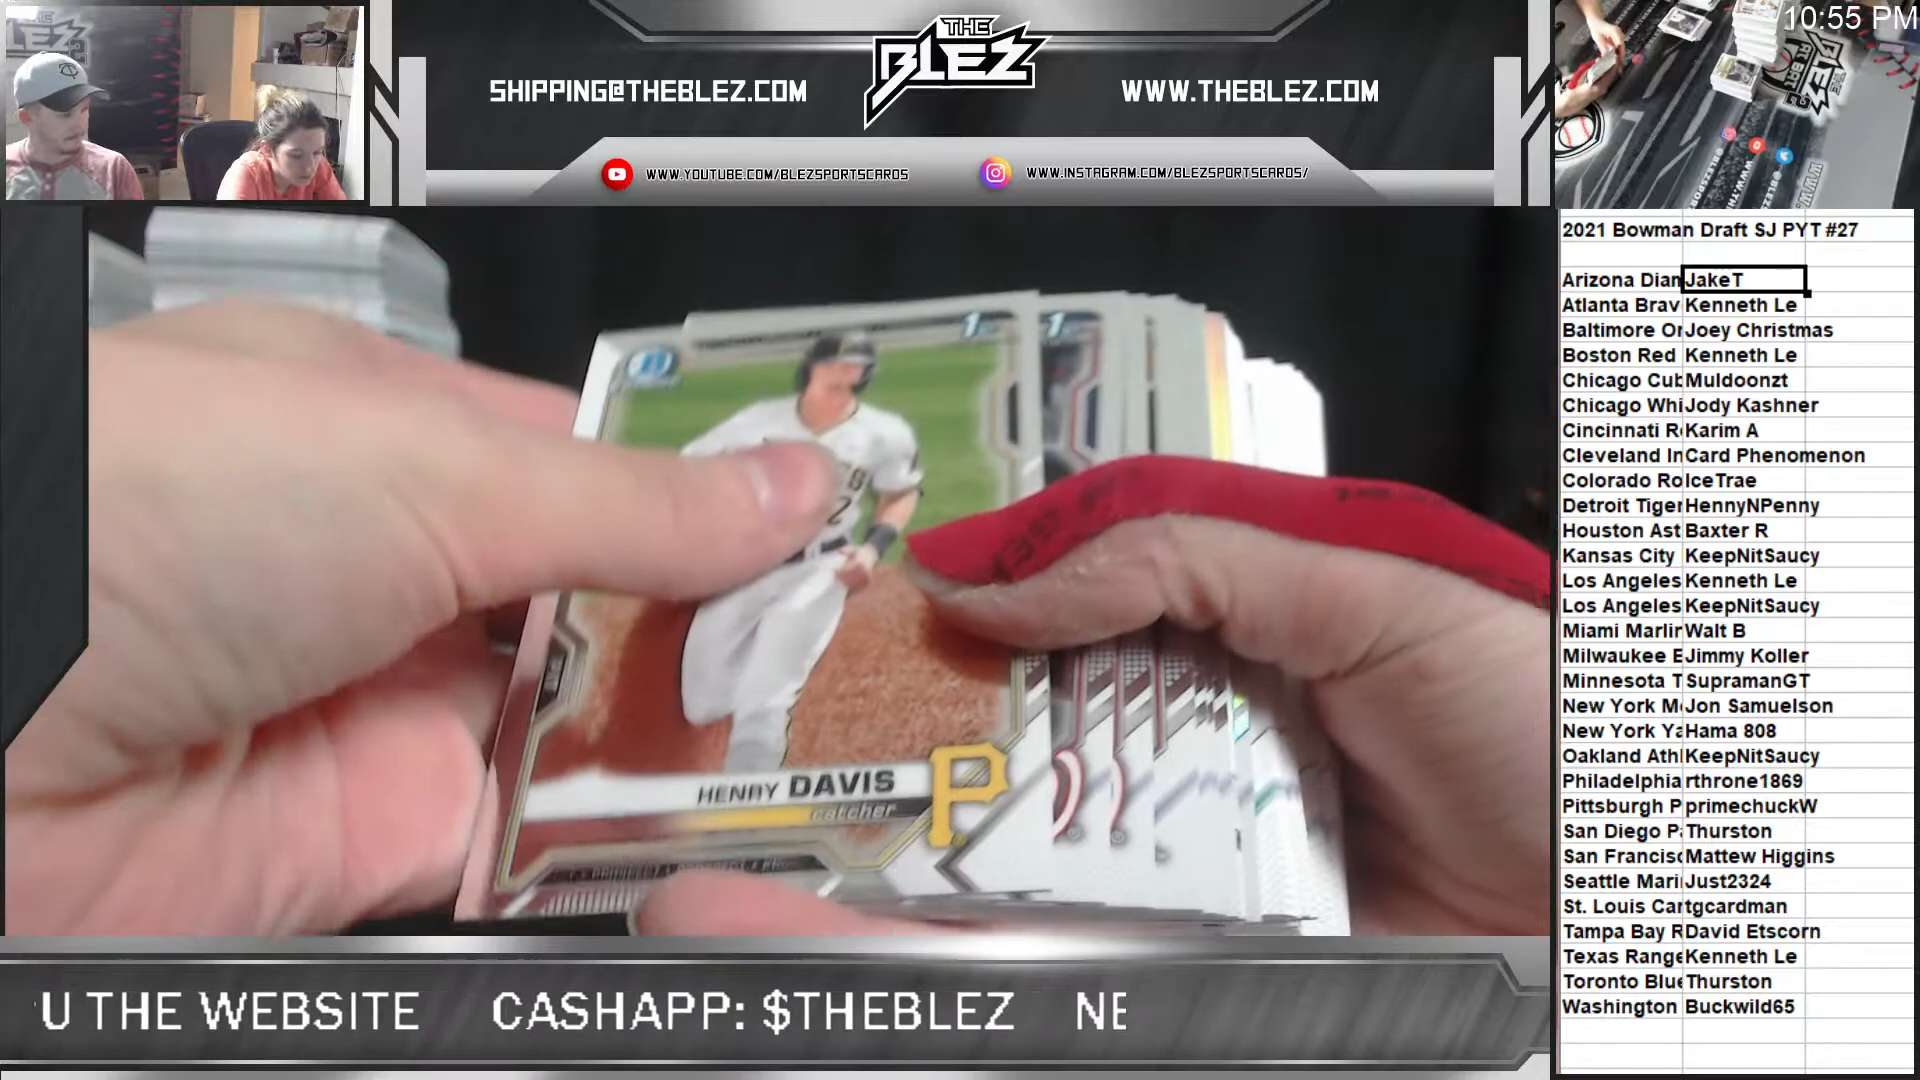 THE
BLEZ
SHIPPING@THEBLEZ.COM
WWW.THEBLEZ.COM
WWW.YOUTUBE.COM/BLEZSPORTSCARDS
WWW.INSTAGRAM.COM/BLEZSPORTSCARDS/
10:55 PM
2021 Bowman Draft SJ PYT #27
Arizona Dian JakeT
Atlanta Brav Kenneth Le
Baltimore Or Joey Christmas
Boston Red Kenneth Le
Chicago Cub Muldoonzt
Chicago Whi Jody Kashner
Cincinnati Re Karim A
Cleveland In Card Phenomenon
Colorado Ro IceTrae
Detroit Tiger HennyNPenny
Houston Ast Baxter R
Kansas City KeepNitSaucy
Los Angeles Kenneth Le
Los Angeles KeepNitSaucy
Miami Marlir Walt B
Milwaukee E Jimmy Koller
Minnesota T SupramanGT
New York Me Jon Samuelson
New York Ya Hama 808
Oakland Athl KeepNitSaucy
Philadelphia rthrone1869
Pittsburgh P primechuckW
San Diego Pa Thurston
San Francisc Mattew Higgins
Seattle Mari Just2324
St. Louis Car tgcardman
Tampa Bay R David Etscorn
Texas Range Kenneth Le
Toronto Blue Thurston
Washington Buckwild65
1st
HENRY DAVIS
catcher
P
U THE WEBSITE CASHAPP: $THEBLEZ NE